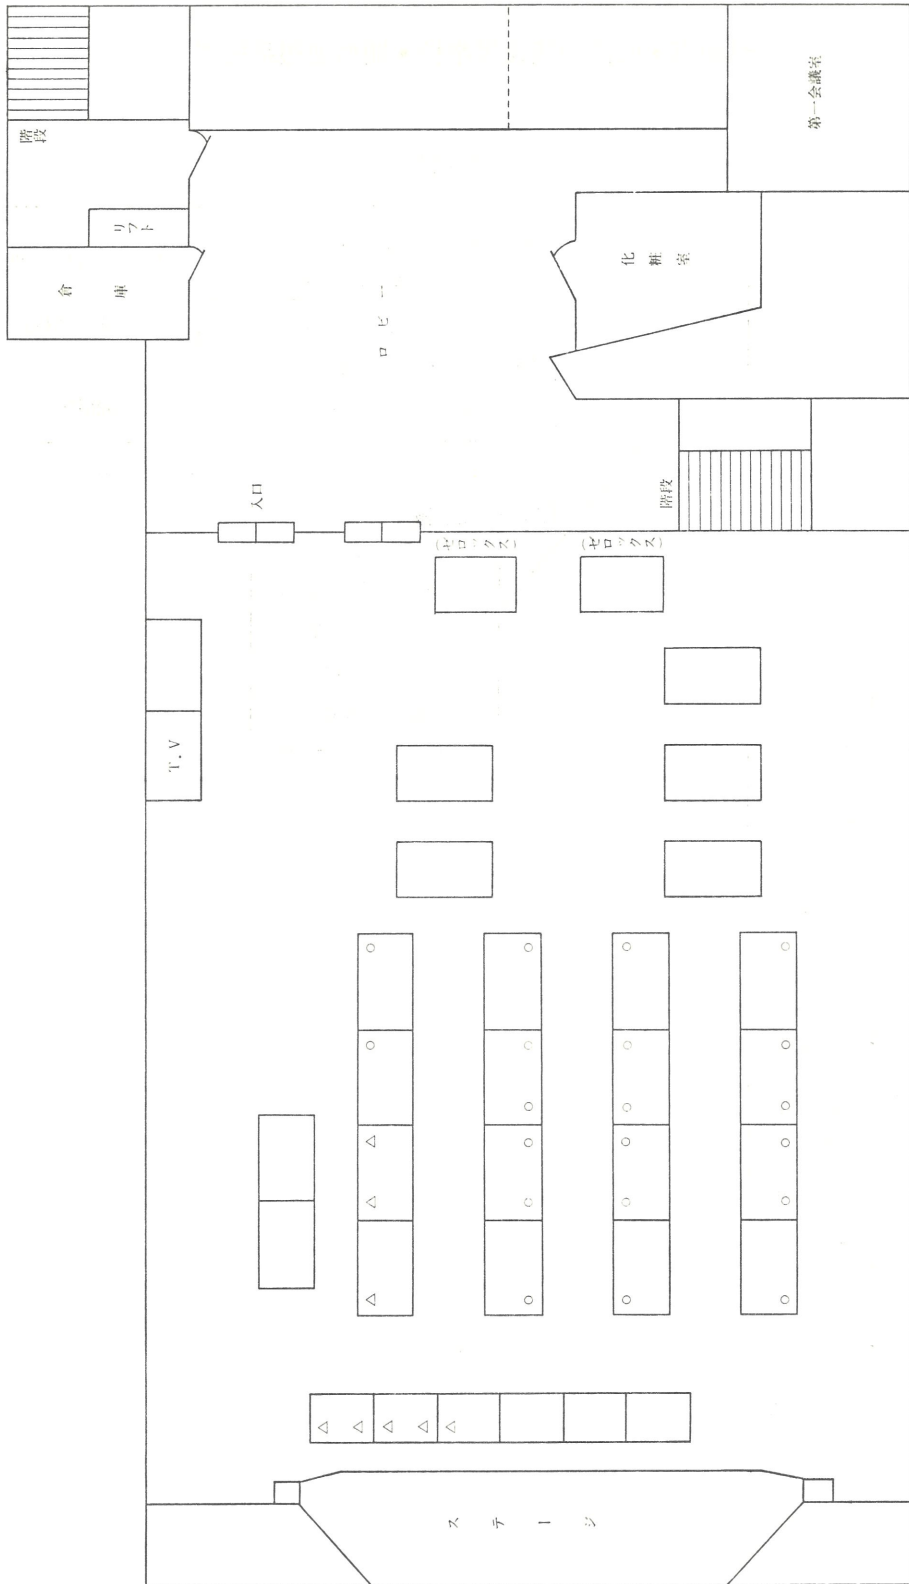 階段
リフト
倉庫
第一会議室
化粧室
ロビー
入口
階段
(ゼロックス)
(ゼロックス)
T.V
ステージ